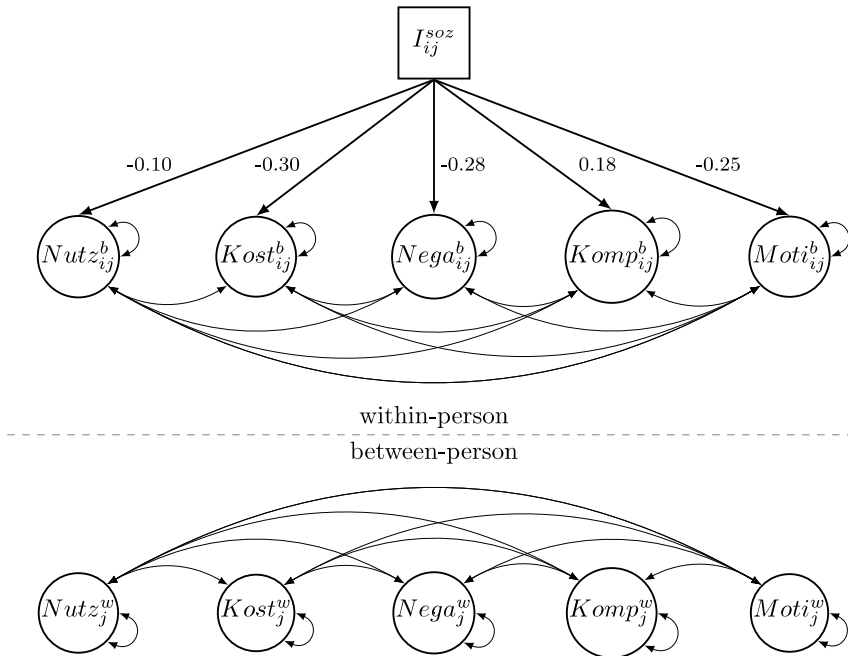 I_{ij}^{soz}
-0.10 -0.30 -0.28 0.18 -0.25
Nutz_{ij}^{b} Kost_{ij}^{b} Nega_{ij}^{b} Komp_{ij}^{b} Moti_{ij}^{b}
within-person
between-person
Nutz_{j}^{w} Kost_{j}^{w} Nega_{j}^{w} Komp_{j}^{w} Moti_{j}^{w}